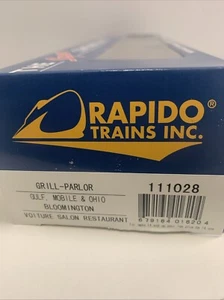 RAPIDO®
TRAINS INC.
GRILL-PARLOR 111028
GULF, MOBILE & OHIO
BLOOMINGTON
VOITURE SALON RESTAURANT